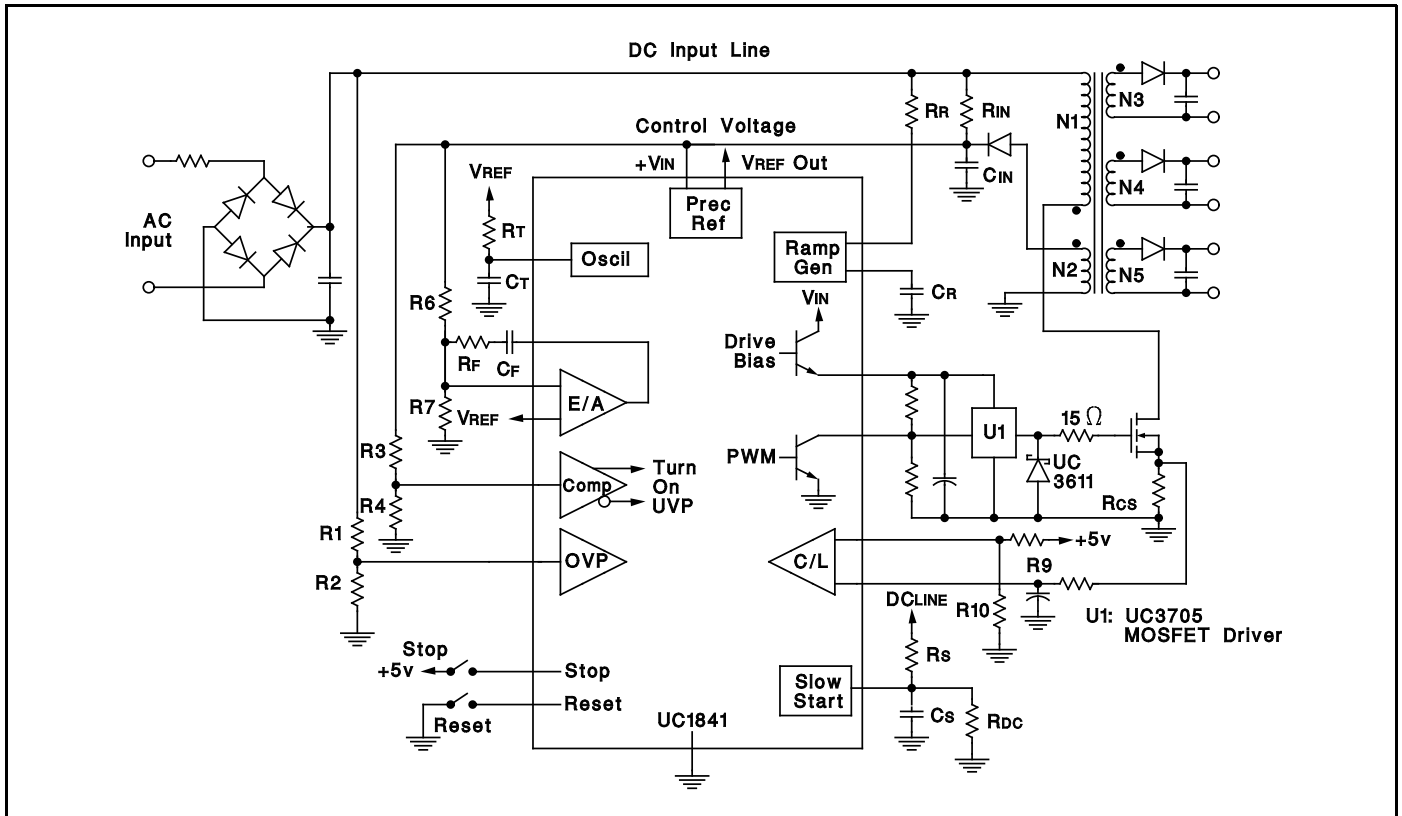 DC Input Line
Control Voltage
+VIN
VREF Out
VREF
RT
CT
Oscil
Prec
Ref
RR
RIN
CIN
N1
N2
N3
N4
N5
AC
Input
Ramp
Gen
CR
VIN
Drive
Bias
R6
RF
CF
R7
VREF
E/A
R3
R4
Comp
Turn
On
UVP
PWM
U1
15 Ω
UC
3611
RCS
R1
R2
OVP
C/L
+5v
R9
R10
DCLINE
RS
U1: UC3705
MOSFET Driver
Stop
+5v
Stop
Reset
Reset
Slow
Start
CS
RDC
UC1841